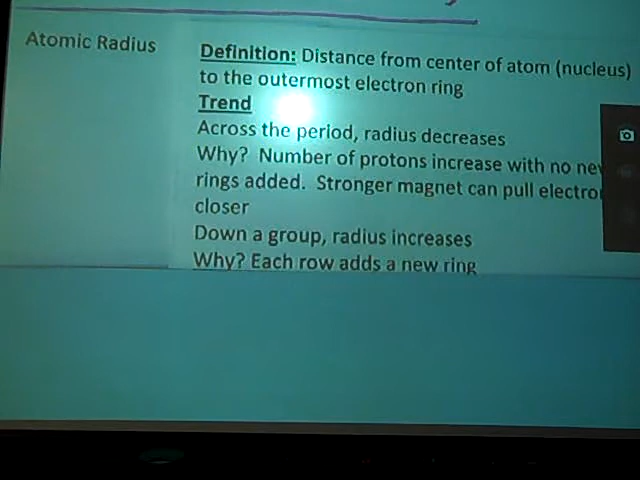 Atomic Radius
Definition: Distance from center of atom (nucleus)
to the outermost electron ring
Trend
Across the period, radius decreases
Why? Number of protons increase with no
rings added. Stronger magnet can pull
closer
Down a group, radius increases
Why? Each row adds a new ring